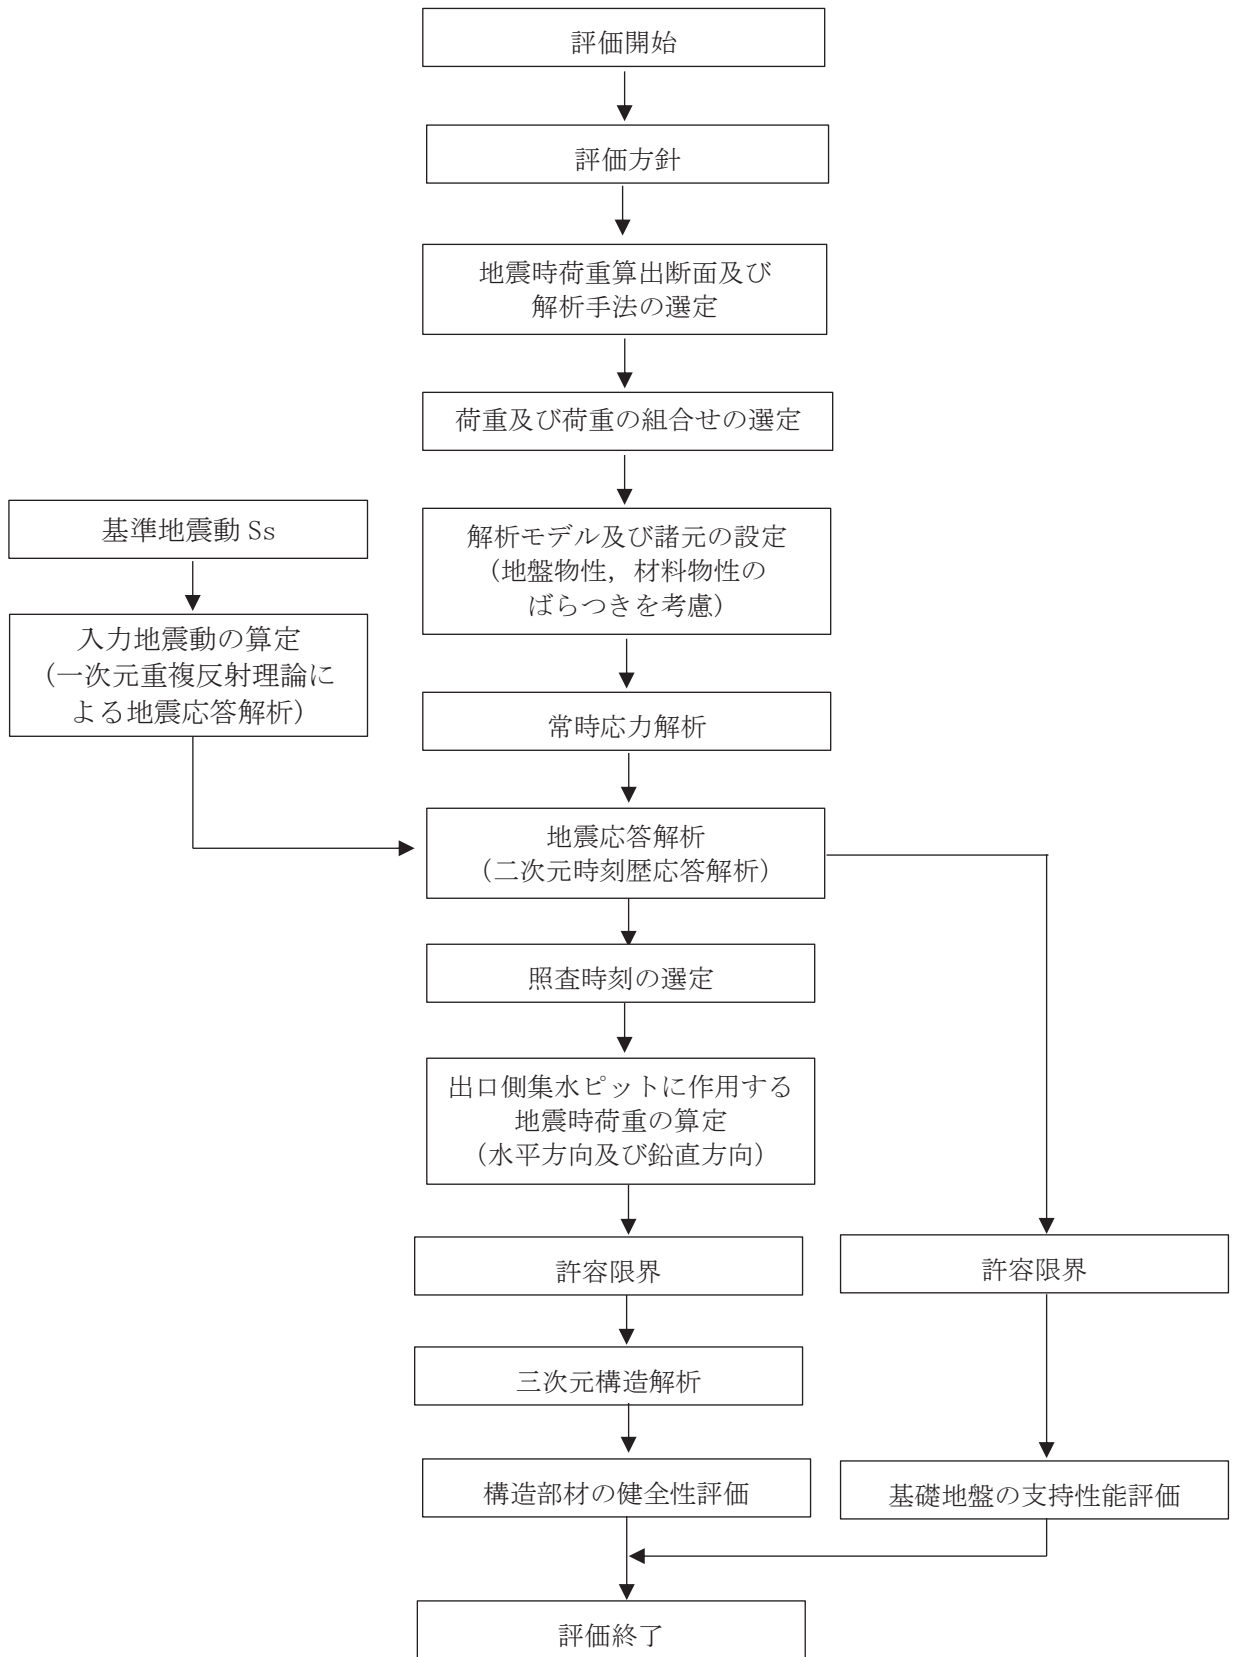 評価開始
評価方針
地震時荷重算出断面及び
解析手法の選定
荷重及び荷重の組合せの選定
基準地震動 Ss
解析モデル及び諸元の設定
（地盤物性，材料物性の
ばらつきを考慮）
入力地震動の算定
（一次元重複反射理論に
よる地震応答解析）
常時応力解析
地震応答解析
（二次元時刻歴応答解析）
照査時刻の選定
出口側集水ピットに作用する
地震時荷重の算定
（水平方向及び鉛直方向）
許容限界
許容限界
三次元構造解析
構造部材の健全性評価
基礎地盤の支持性能評価
評価終了